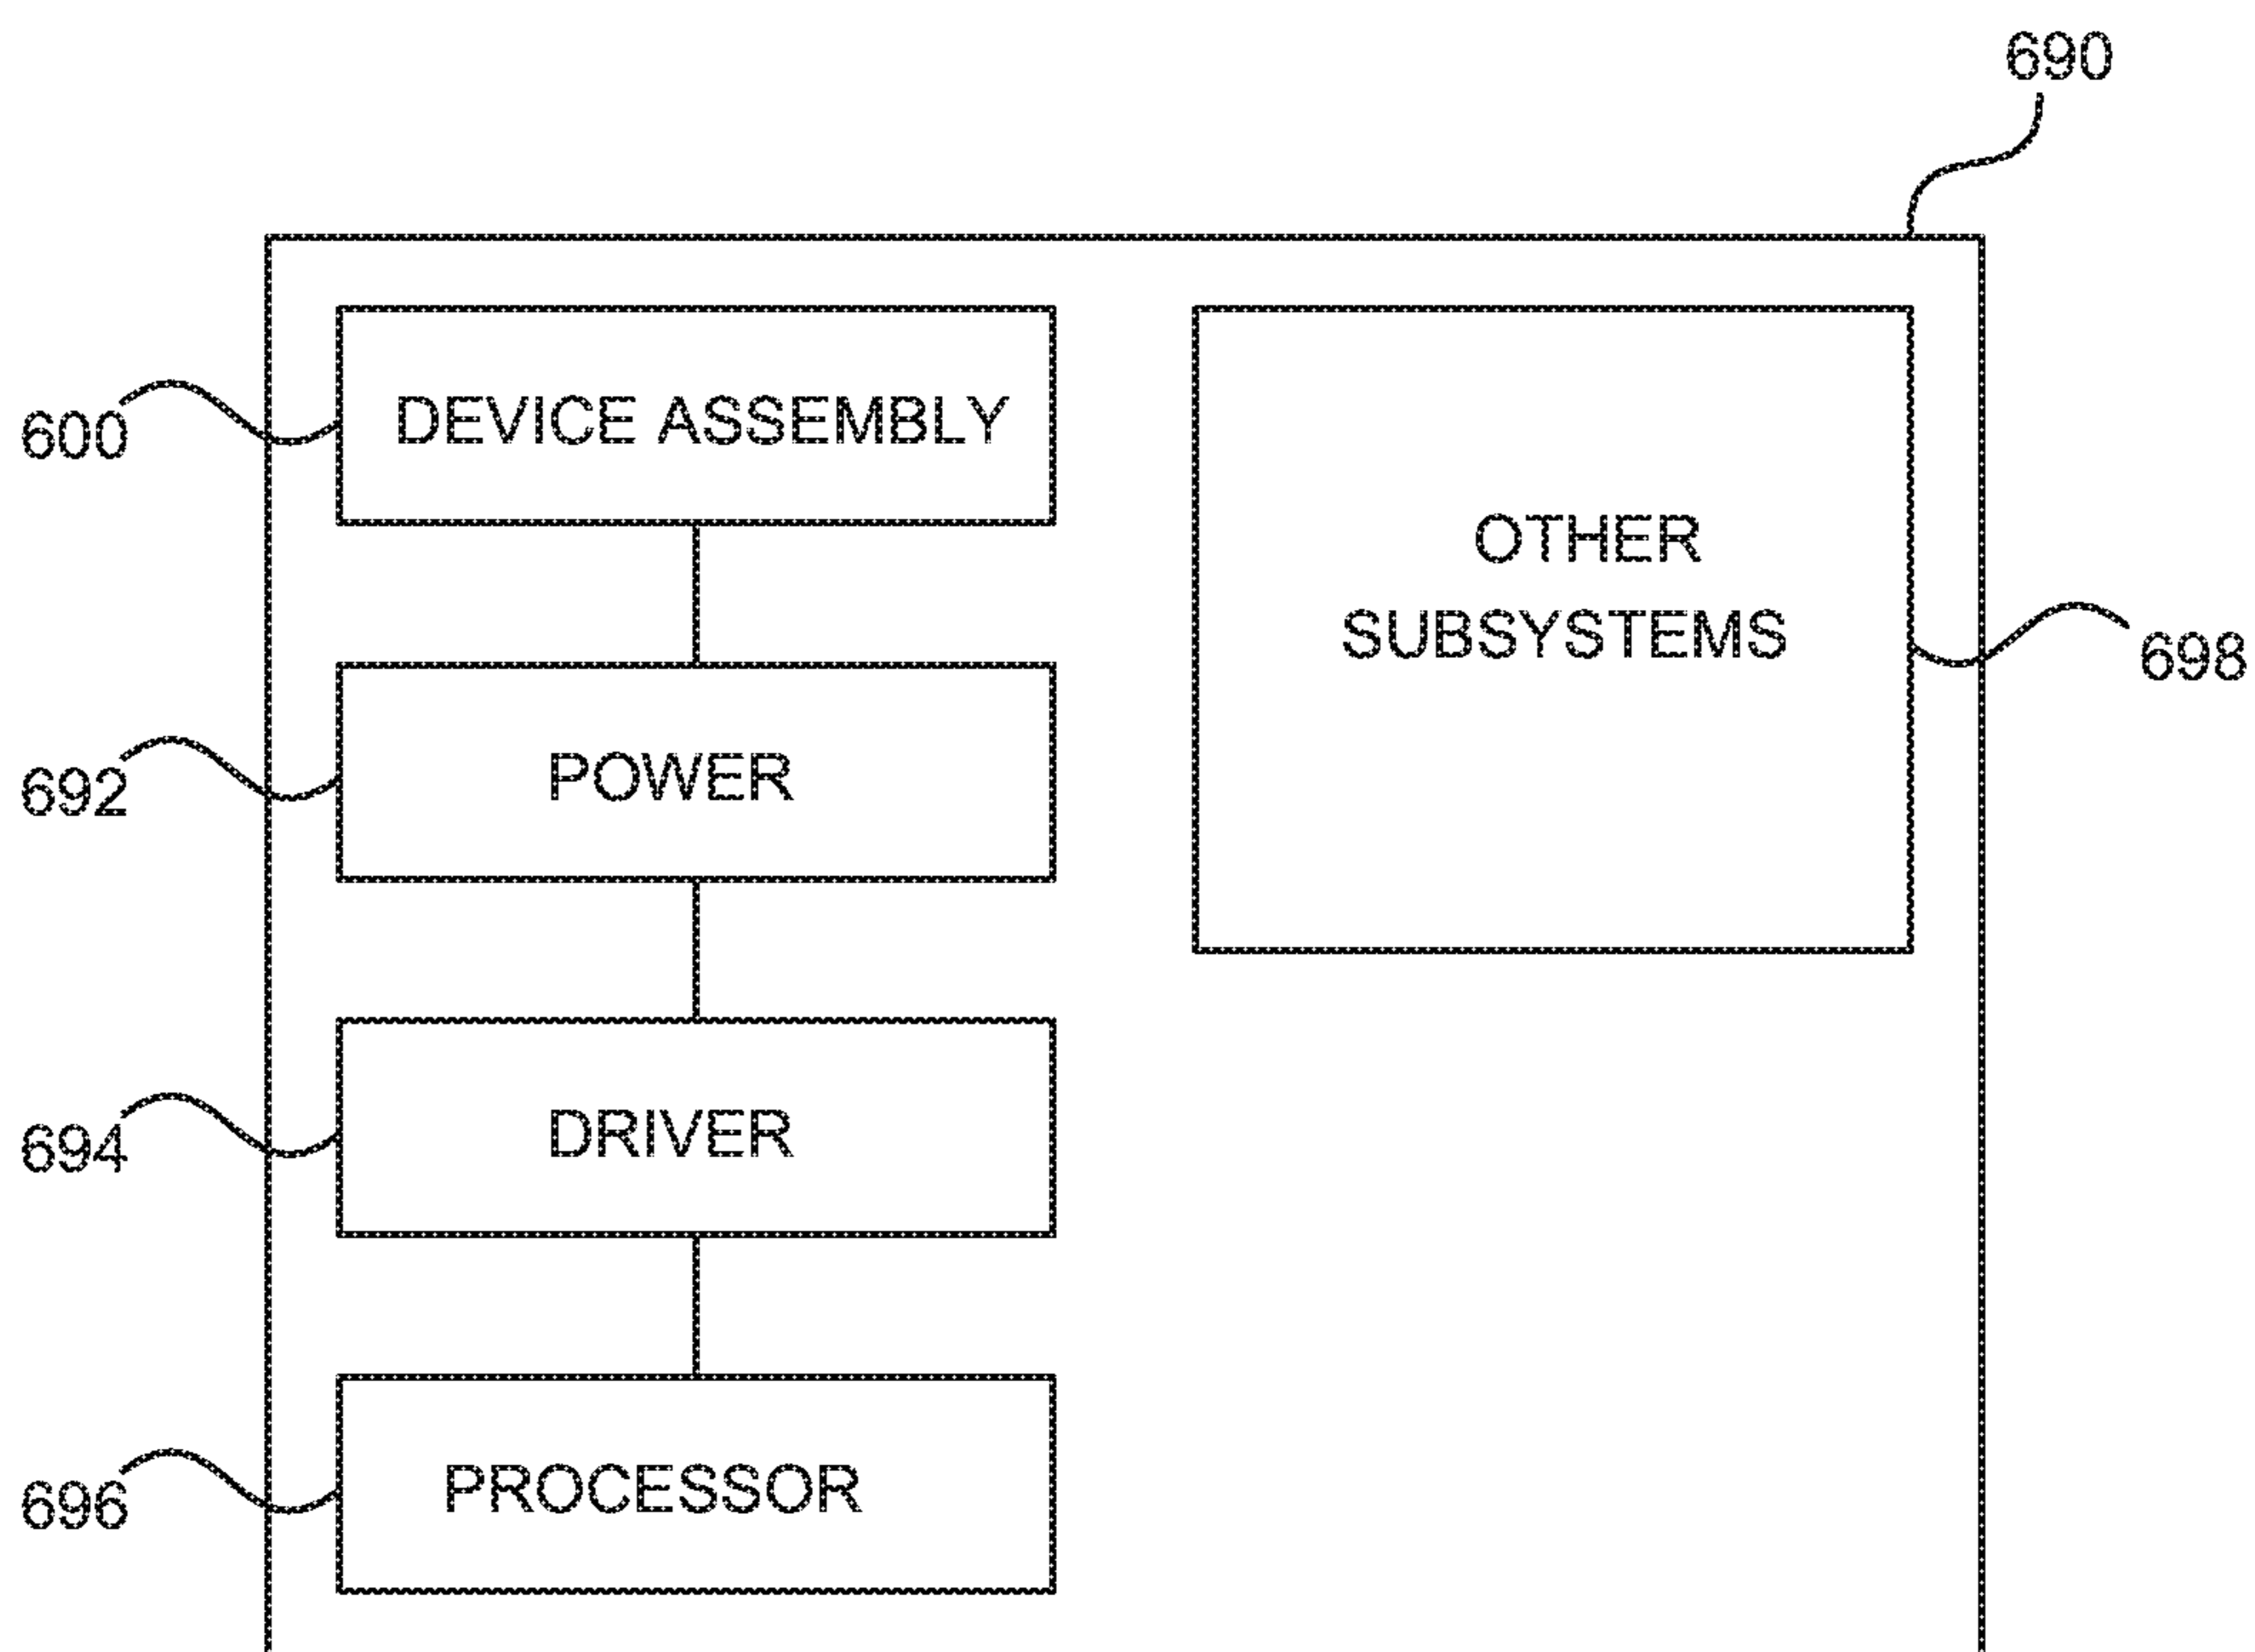 690
600
DEVICE ASSEMBLY
OTHER
SUBSYSTEMS
698
692
POWER
694
DRIVER
696
PROCESSOR